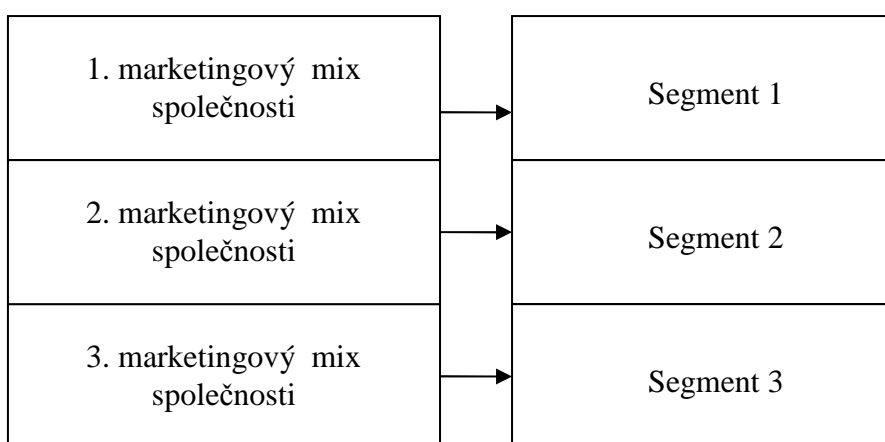 1. marketingový mix
společnosti
Segment 1
2. marketingový mix
společnosti
Segment 2
3. marketingový mix
společnosti
Segment 3